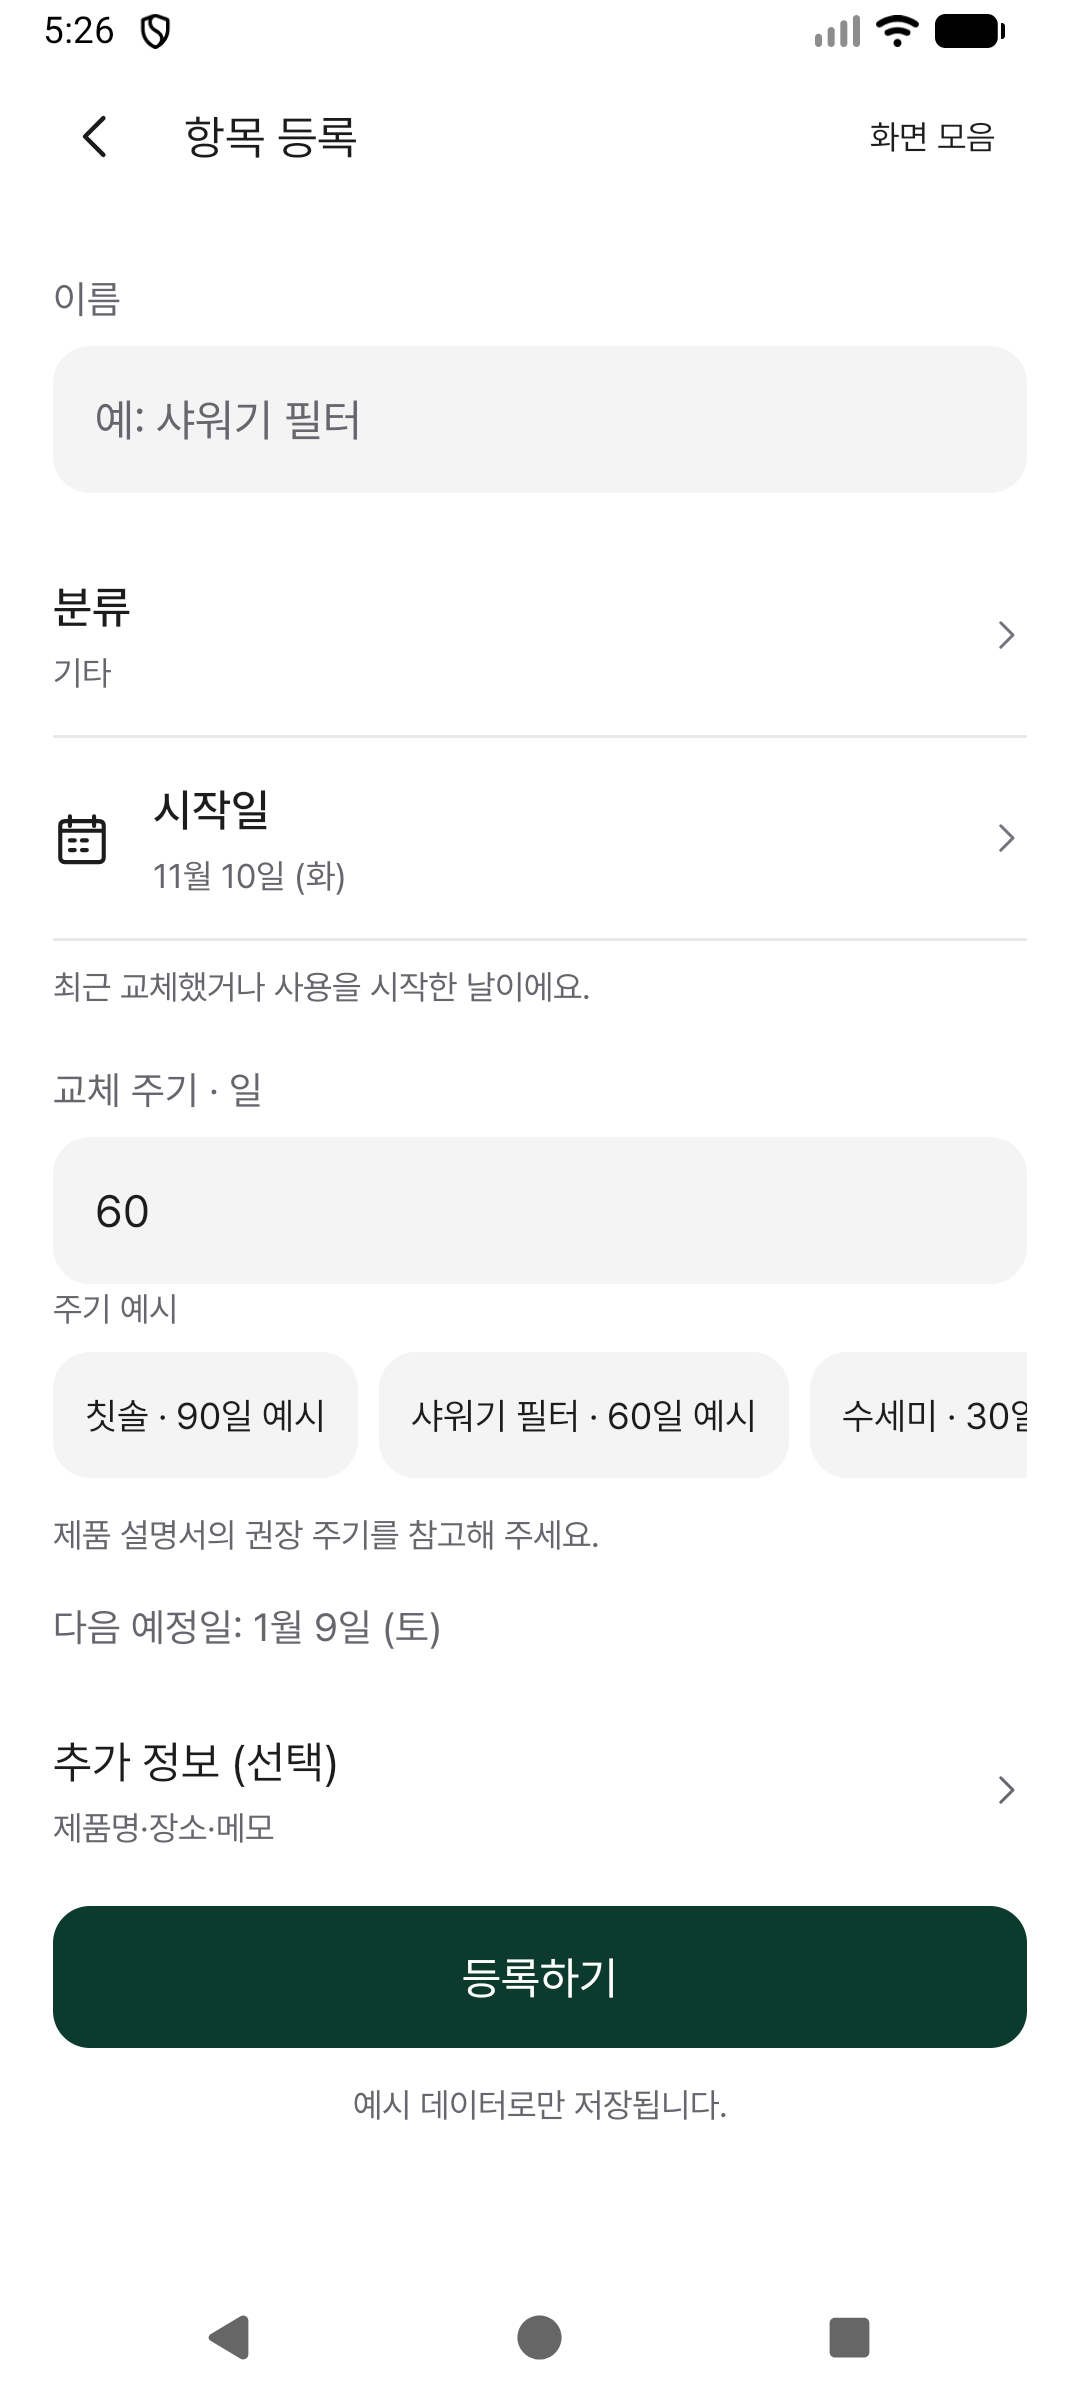 5:26
항목 등록
화면 모음
이름
예: 샤워기 필터
분류
기타
시작일
11월 10일 (화)
최근 교체했거나 사용을 시작한 날이에요.
교체 주기 · 일
60
주기 예시
칫솔 · 90일 예시
샤워기 필터 · 60일 예시
수세미 · 30일
제품 설명서의 권장 주기를 참고해 주세요.
다음 예정일: 1월 9일 (토)
추가 정보 (선택)
제품명·장소·메모
등록하기
예시 데이터로만 저장됩니다.